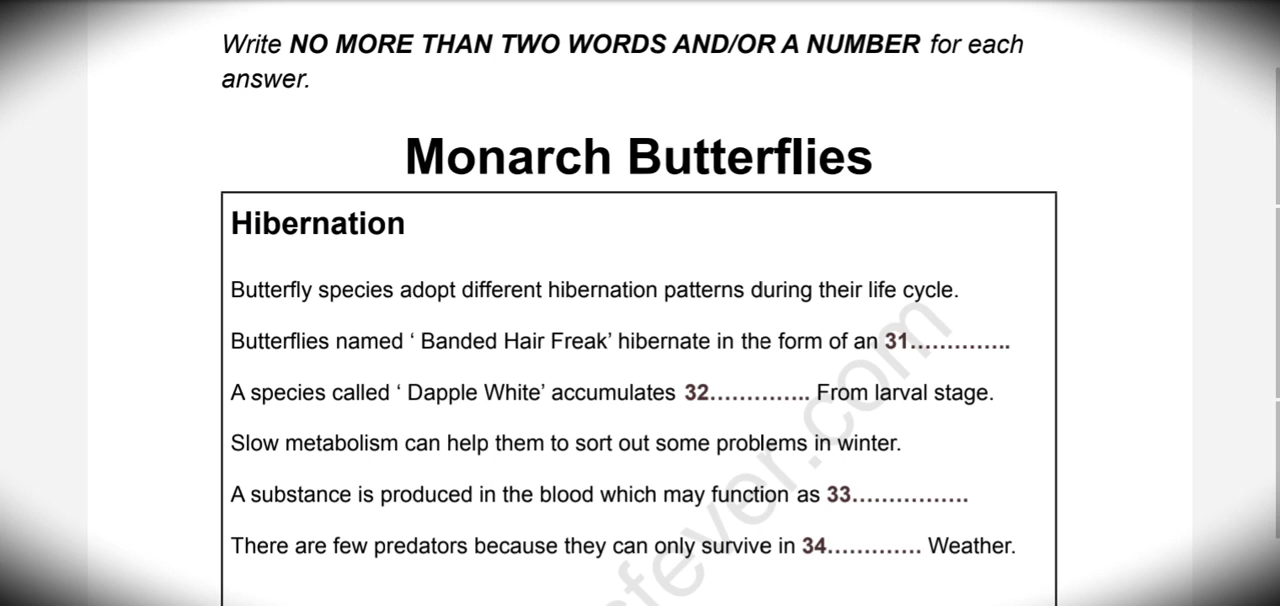 Write NO MORE THAN TWO WORDS AND/OR A NUMBER for each
answer.
Monarch Butterflies
Hibernation
Butterfly species adopt different hibernation patterns during their life cycle.
Butterflies named ‘ Banded Hair Freak’ hibernate in the form of an 31.............
A species called ‘ Dapple White’ accumulates 32............. From larval stage.
Slow metabolism can help them to sort out some problems in winter.
A substance is produced in the blood which may function as 33................
There are few predators because they can only survive in 34............. Weather.
sfever.com